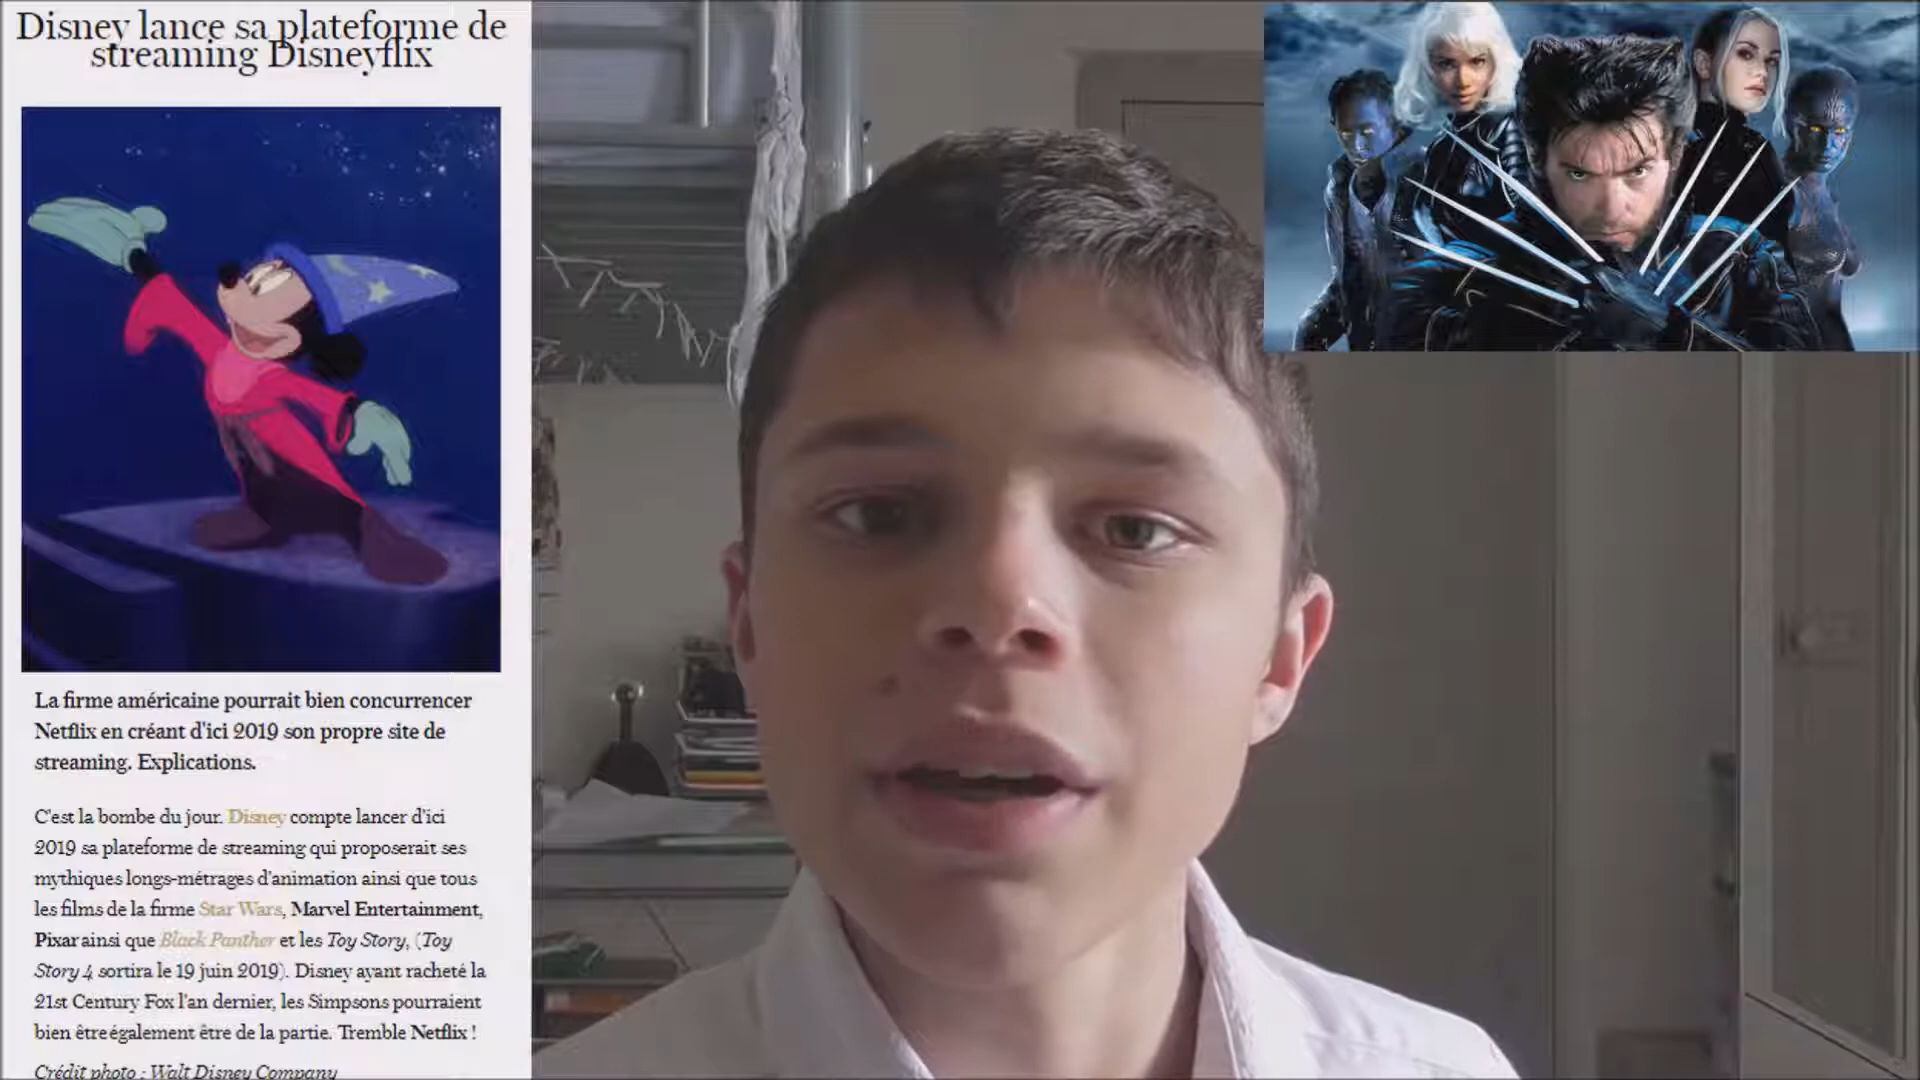 Disney lance sa plateforme de
streaming Disneyflix
La firme américaine pourrait bien concurrencer
Netflix en créant d'ici 2019 son propre site de
streaming. Explications.
C'est la bombe du jour. Disney compte lancer d'ici
2019 sa plateforme de streaming qui proposerait ses
mythiques longs-métrages d'animation ainsi que tous
les films de la firme Star Wars, Marvel Entertainment,
Pixar ainsi que Black Panther et les Toy Story, (Toy
Story 4 sortira le 19 juin 2019). Disney ayant racheté la
21st Century Fox l'an dernier, les Simpsons pourraient
bien être également être de la partie. Tremble Netflix !
Crédit photo : Walt Disney Company